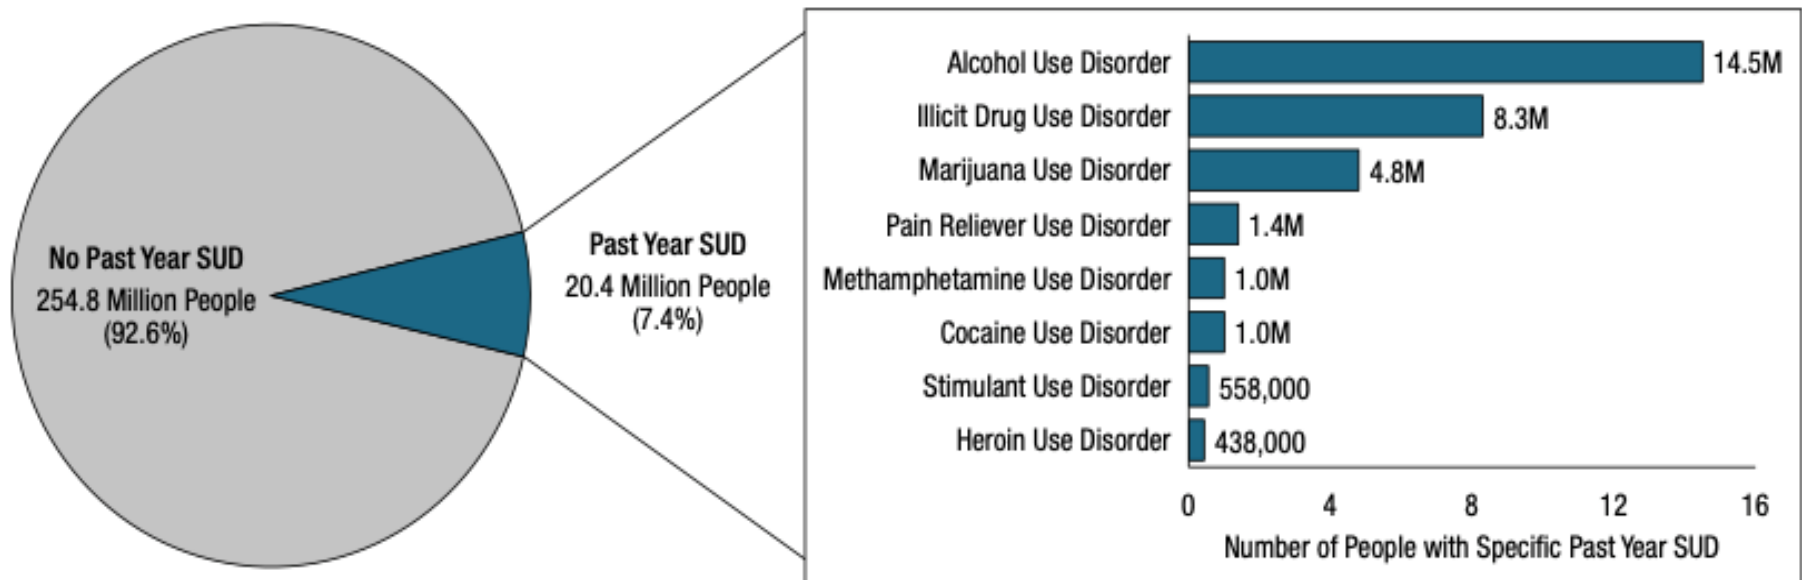 No Past Year SUD
254.8 Million People
(92.6%)
Past Year SUD
20.4 Million People
(7.4%)
Alcohol Use Disorder 14.5M
Illicit Drug Use Disorder 8.3M
Marijuana Use Disorder 4.8M
Pain Reliever Use Disorder 1.4M
Methamphetamine Use Disorder 1.0M
Cocaine Use Disorder 1.0M
Stimulant Use Disorder 558,000
Heroin Use Disorder 438,000
0 4 8 12 16
Number of People with Specific Past Year SUD